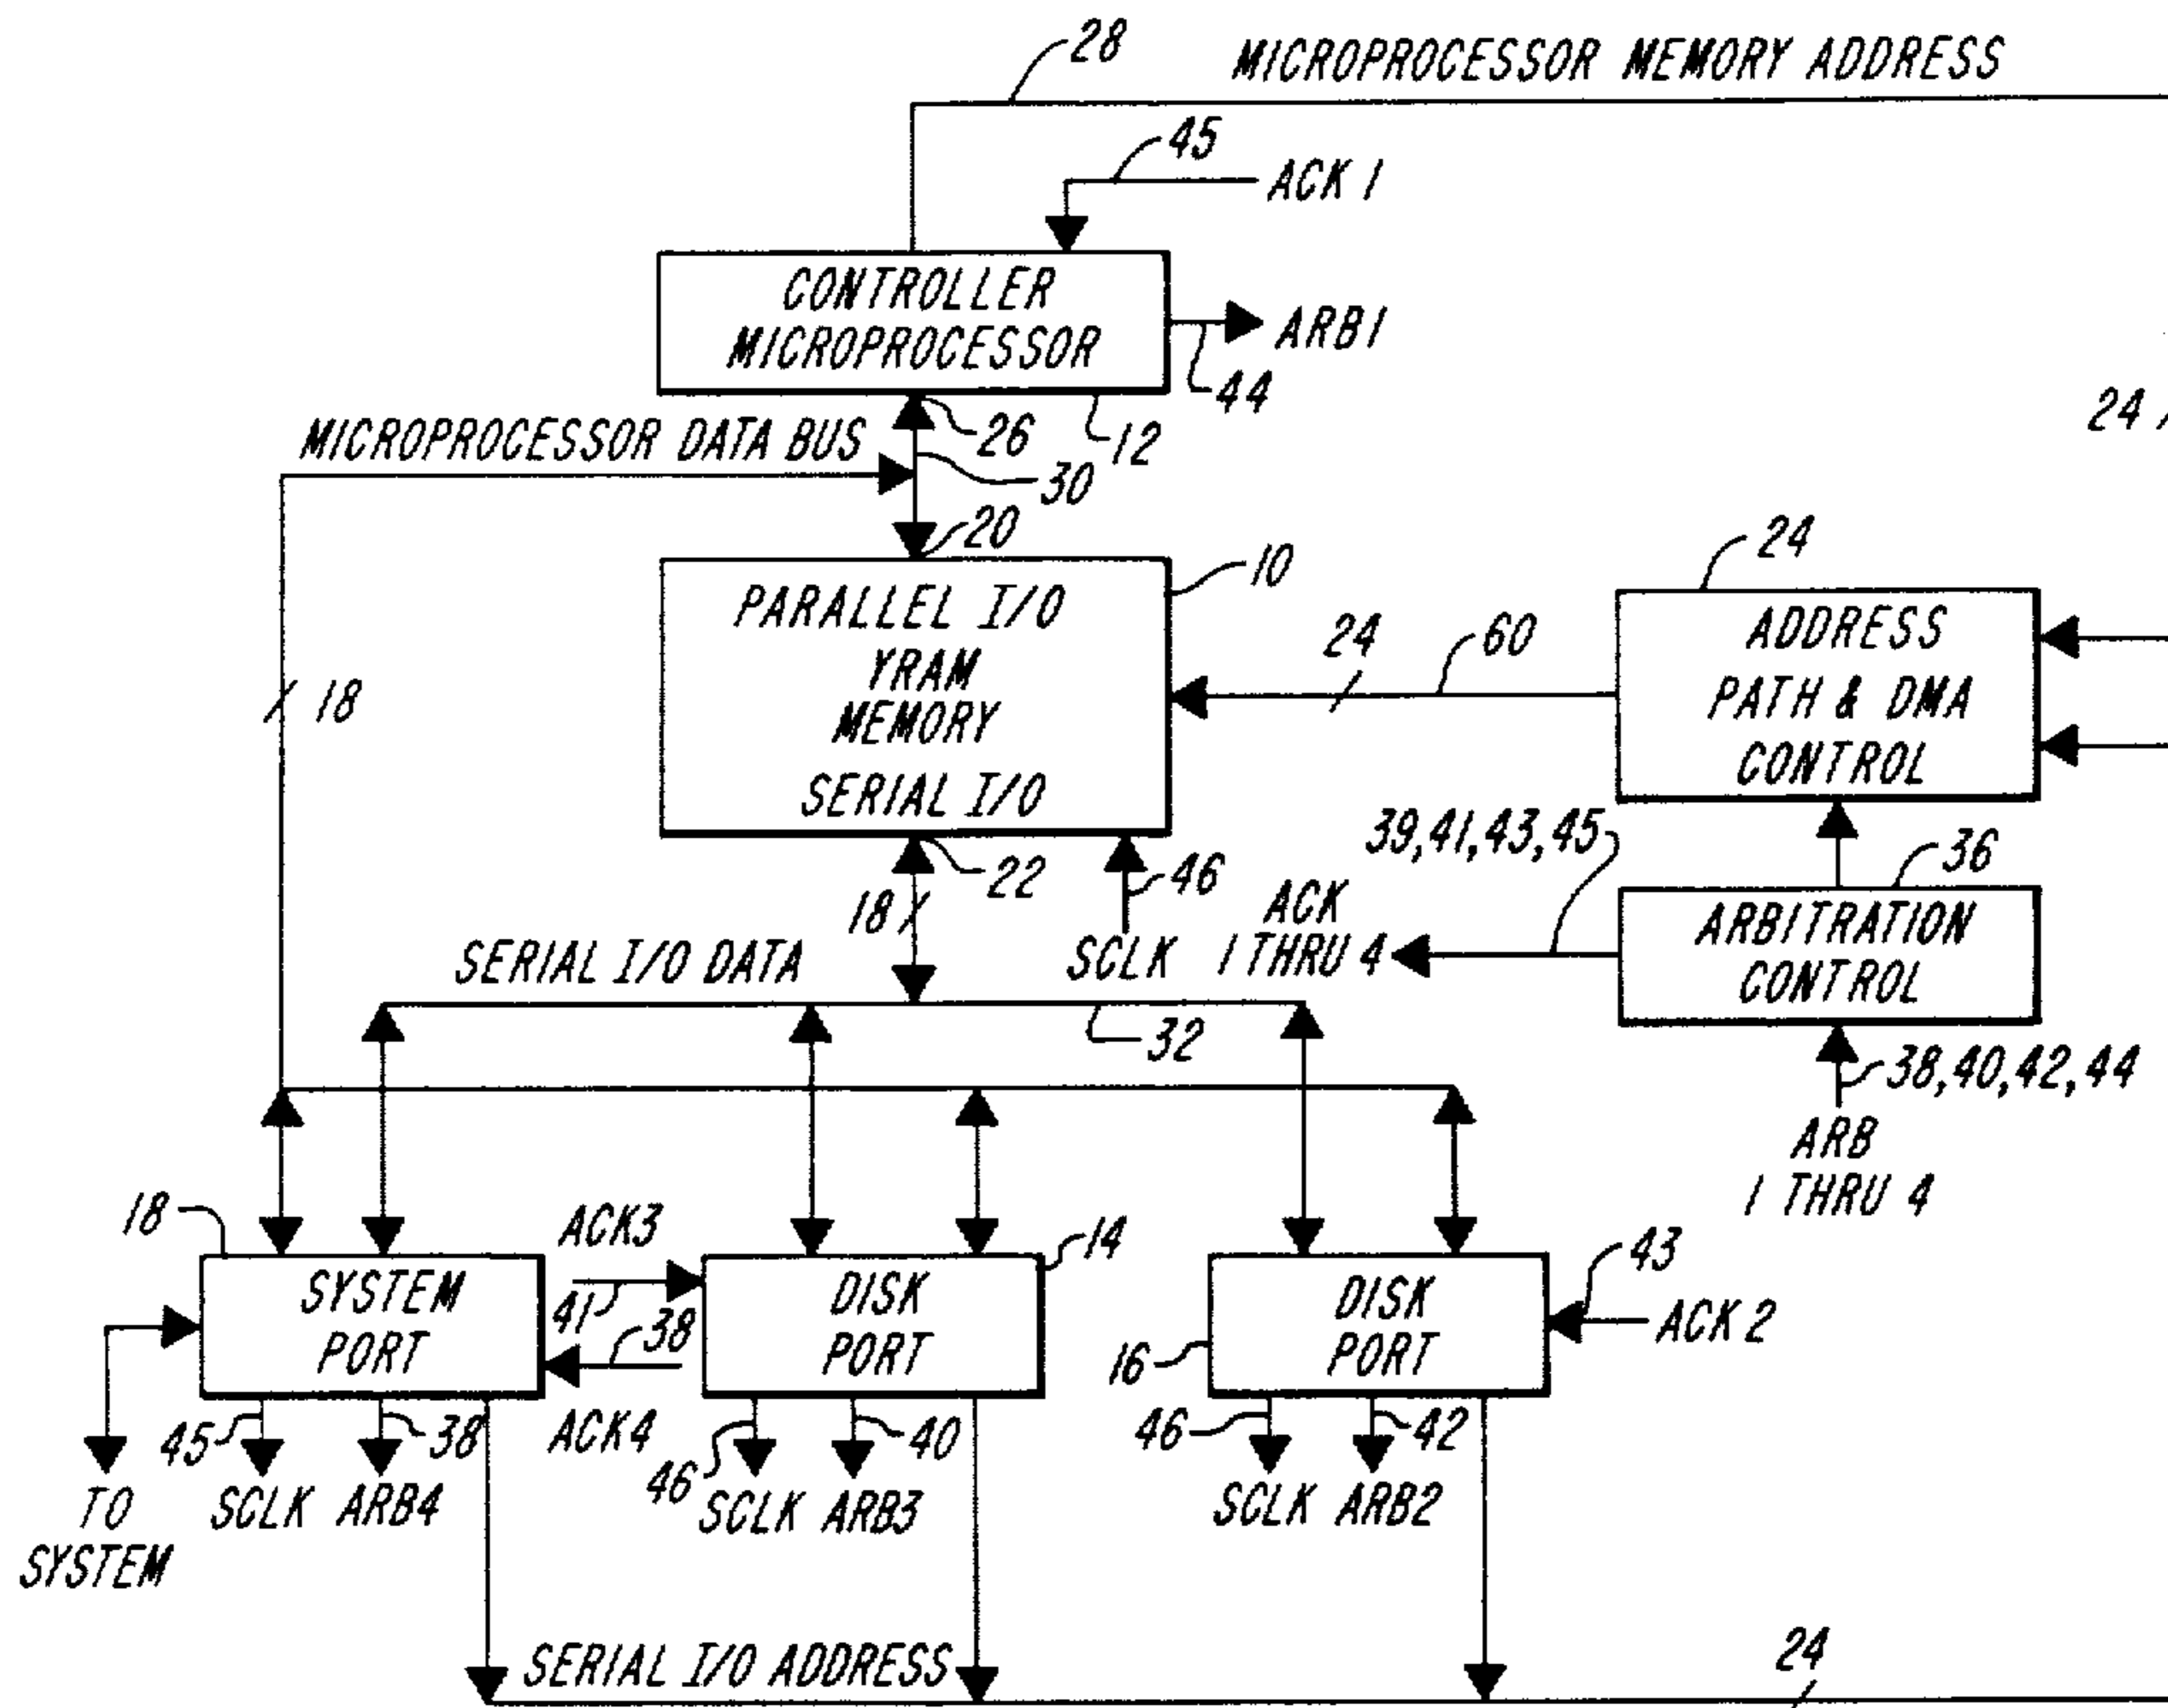 28
MICROPROCESSOR MEMORY ADDRESS
45
ACK 1
CONTROLLER
MICROPROCESSOR
ARB1
44
24
MICROPROCESSOR DATA BUS
26
12
30
20
10
24
PARALLEL I/O
YRAM
MEMORY
SERIAL I/O
24
60
ADDRESS
PATH & DMA
CONTROL
18
39,41,43,45
22
46
36
18
ACK
SCLK
1 THRU 4
ARBITRATION
CONTROL
SERIAL I/O DATA
32
38,40,42,44
ARB
1 THRU 4
18
ACK3
14
43
SYSTEM
PORT
41
38
DISK
PORT
DISK
PORT
16
ACK 2
45
38
ACK4
46
40
46
42
TO
SYSTEM
SCLK ARB4
SCLK ARB3
SCLK ARB2
SERIAL I/O ADDRESS
24